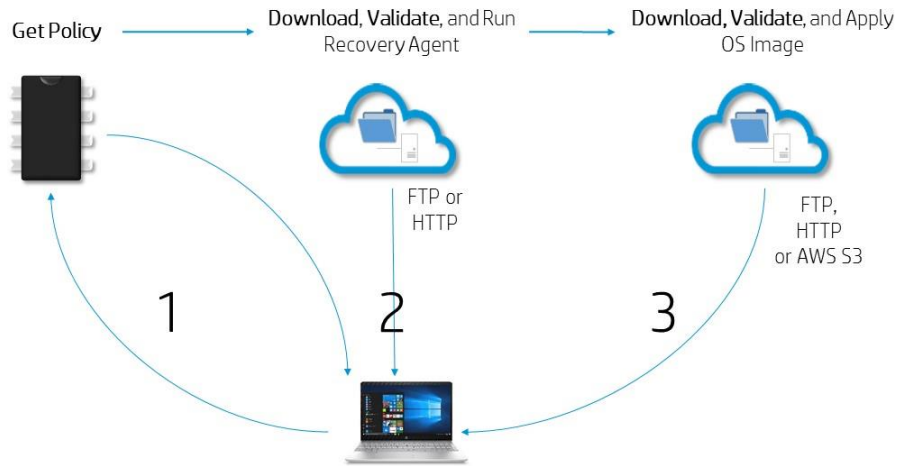 Get Policy
Download, Validate, and Run
Recovery Agent
Download, Validate, and Apply
OS Image
FTP or
HTTP
FTP,
HTTP
or AWS S3
1
2
3